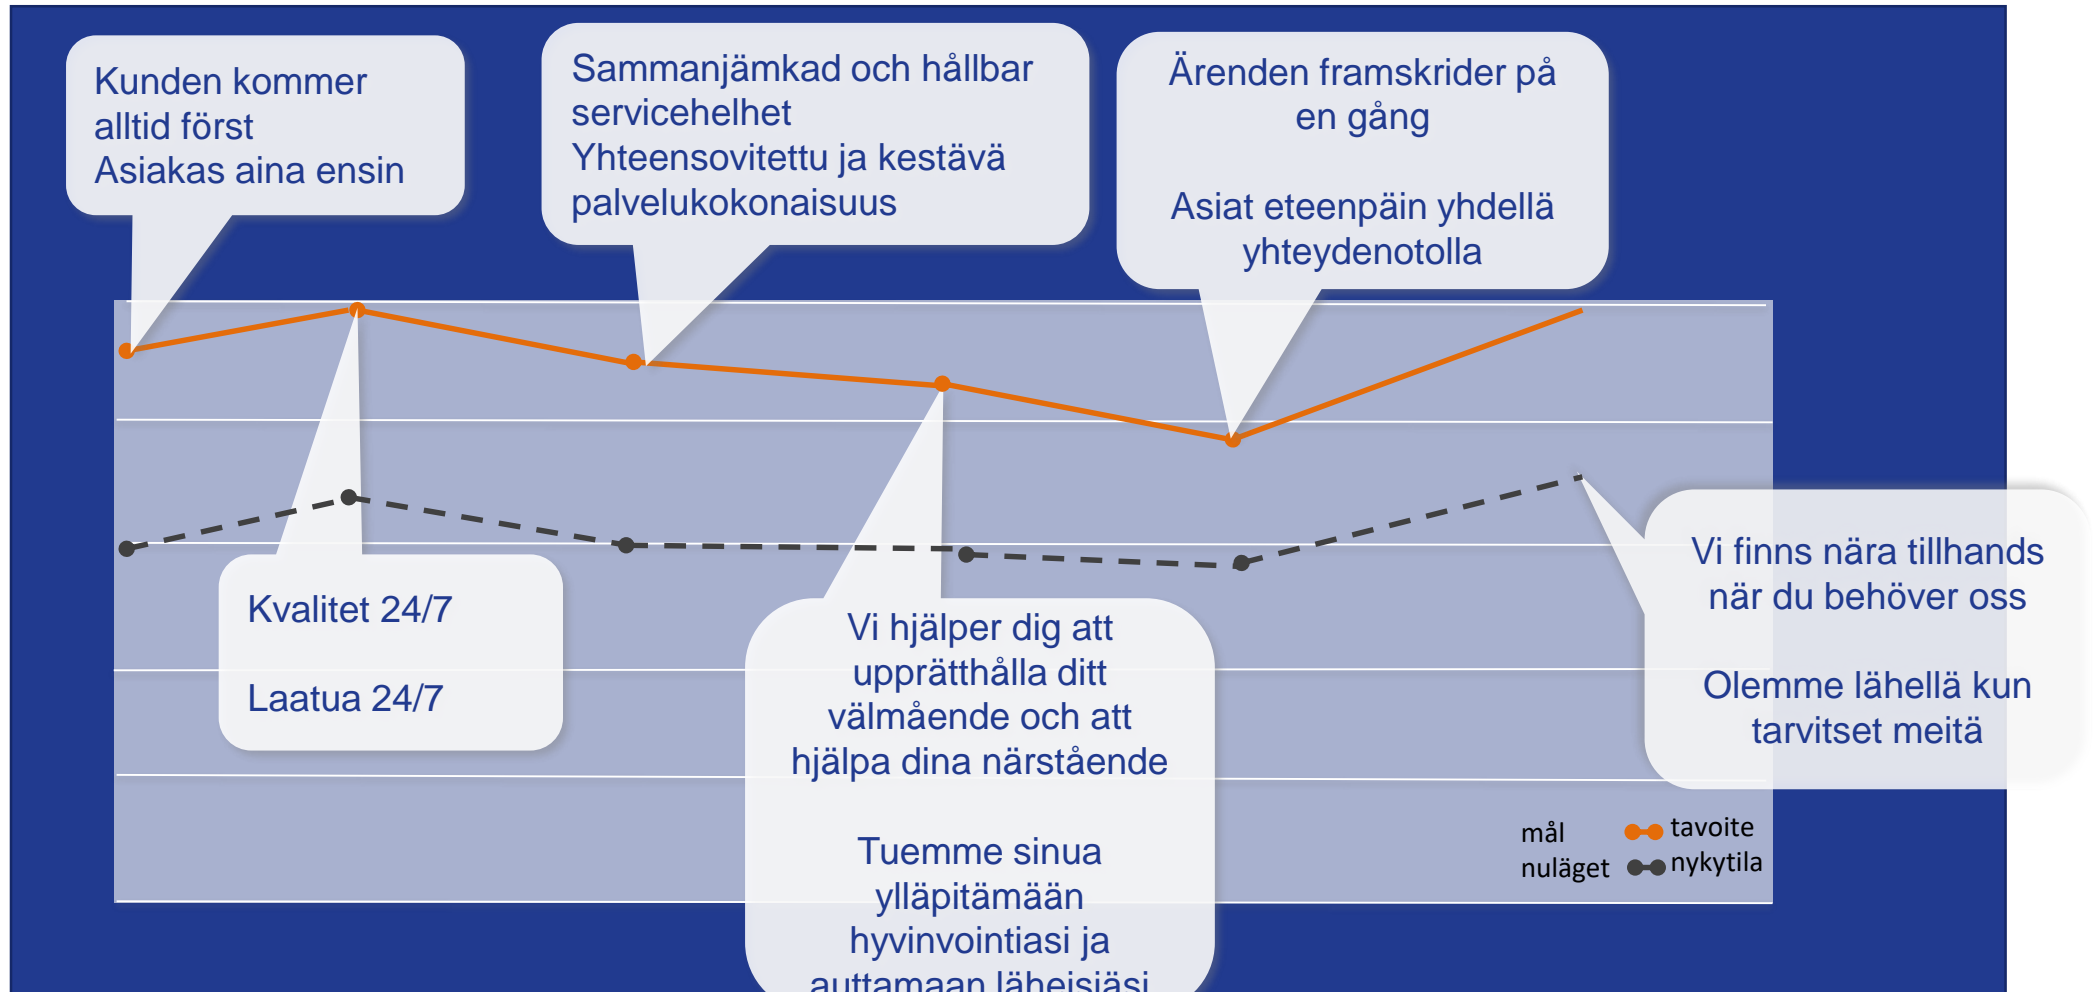 Kunden kommer
alltid först
Asiakas aina ensin
Sammanjämkad och hållbar
servicehelhet
Yhteensovitettu ja kestävä
palvelukokonaisuus
Ärenden framskrider på
en gång
Asiat eteenpäin yhdellä
yhteydenotolla
Kvalitet 24/7
Laatua 24/7
Vi hjälper dig att
upprätthålla ditt
välmående och att
hjälpa dina närstående
Tuemme sinua
ylläpitämään
hyvinvointiasi ja
auttamaan läheisiäsi
Vi finns nära tillhands
när du behöver oss
Olemme lähellä kun
tarvitset meitä
mål tavoite
nuläget nykytila